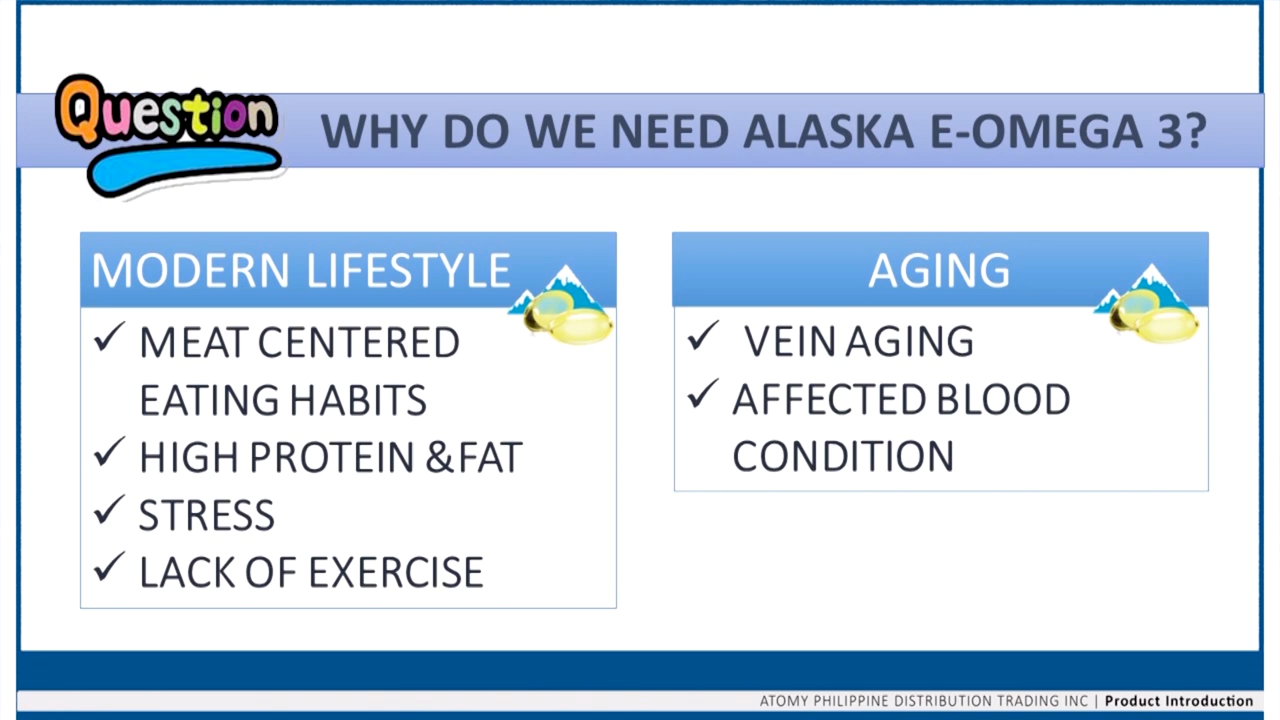 Question
WHY DO WE NEED ALASKA E-OMEGA 3?
MODERN LIFESTYLE
✓ MEAT CENTERED
EATING HABITS
✓ HIGH PROTEIN &FAT
✓ STRESS
✓ LACK OF EXERCISE
AGING
✓ VEIN AGING
✓ AFFECTED BLOOD
CONDITION
ATOMY PHILIPPINE DISTRIBUTION TRADING INC | Product Introduction